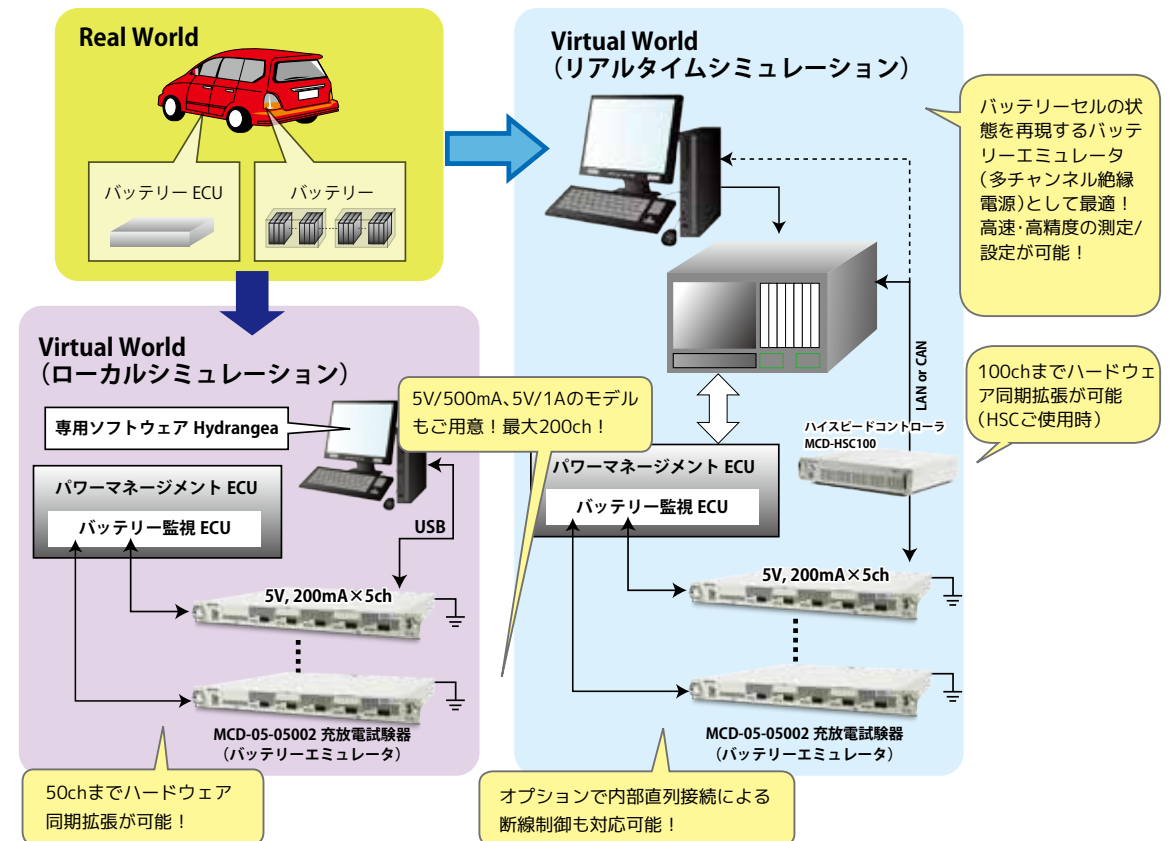 Real World
バッテリー ECU
バッテリー
Virtual World
（リアルタイムシミュレーション）
バッテリーセルの状
態を再現するバッテ
リーエミュレータ
（多チャンネル絶縁
電源）として最適！
高速・高精度の測定/
設定が可能！
LAN or CAN
100chまでハードウェ
ア同期拡張が可能
（HSCご使用時）
ハイスピードコントローラ
MCD-HSC100
パワーマネージメント ECU
バッテリー監視 ECU
5V, 200mA×5ch
MCD-05-05002 充放電試験器
（バッテリーエミュレータ）
オプションで内部直列接続による
断線制御も対応可能！
Virtual World
（ローカルシミュレーション）
5V/500mA、5V/1Aのモデル
もご用意！最大200ch！
専用ソフトウェア Hydrangea
パワーマネージメント ECU
バッテリー監視 ECU
USB
5V, 200mA×5ch
MCD-05-05002 充放電試験器
（バッテリーエミュレータ）
50chまでハードウェア
同期拡張が可能！